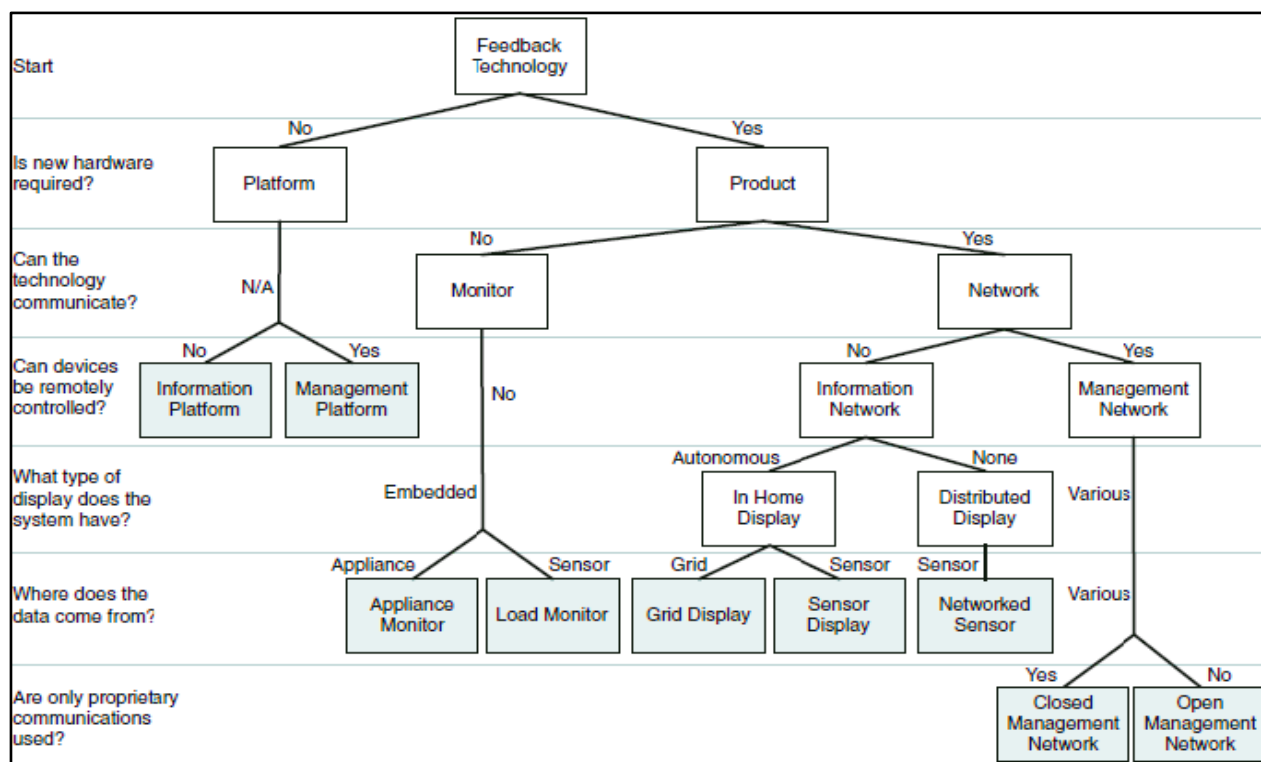 Start
Feedback
Technology
No
Yes
Is new hardware
required?
Platform
Product
No
Yes
Can the
technology
communicate?
N/A
Monitor
Network
No
Yes
No
Yes
Can devices
be remotely
controlled?
Information
Platform
Management
Platform
No
Information
Network
Management
Network
Autonomous
None
What type of
display does the
system have?
Embedded
In Home
Display
Distributed
Display
Various
Appliance
Sensor
Grid
Sensor
Sensor
Where does the
data come from?
Appliance
Monitor
Load Monitor
Grid Display
Sensor
Display
Networked
Sensor
Various
Yes
No
Are only proprietary
communications
used?
Closed
Management
Network
Open
Management
Network